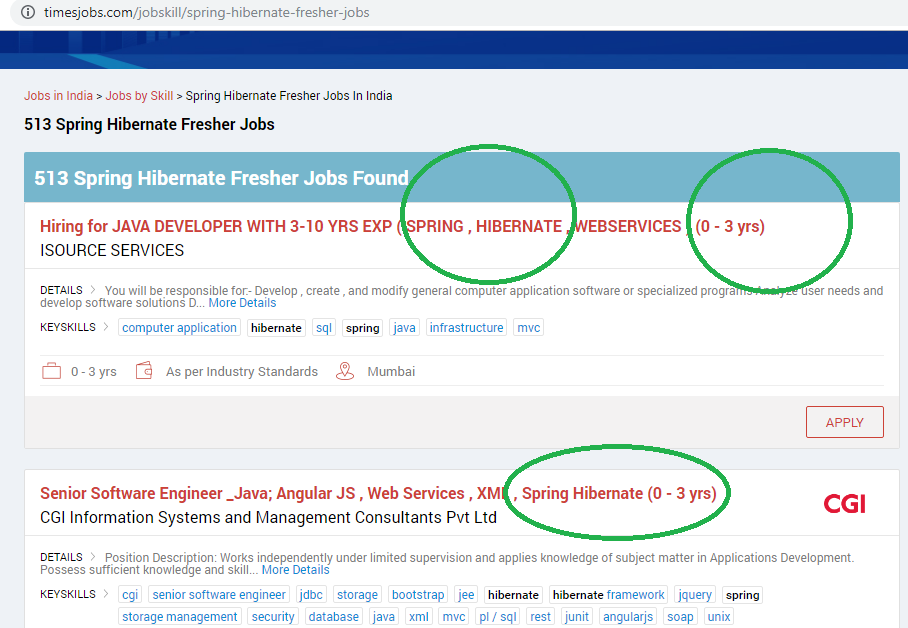 timesjobs.com/jobskill/spring-hibernate-fresher-jobs
Jobs in India > Jobs by Skill > Spring Hibernate Fresher Jobs In India
513 Spring Hibernate Fresher Jobs
513 Spring Hibernate Fresher Jobs Found
Hiring for JAVA DEVELOPER WITH 3-10 YRS EXP ( SPRING , HIBERNATE , WEBSERVICES (0 - 3 yrs)
ISOURCE SERVICES
DETAILS > You will be responsible for:- Develop , create , and modify general computer application software or specialized programs Analyze user needs and
develop software solutions D... More Details
KEYSKILLS > computer application hibernate sql spring java infrastructure mvc
0 - 3 yrs As per Industry Standards Mumbai
APPLY
Senior Software Engineer _Java; Angular JS , Web Services , XML , Spring Hibernate (0 - 3 yrs)
CGI
CGI Information Systems and Management Consultants Pvt Ltd
DETAILS > Position Description: Works independently under limited supervision and applies knowledge of subject matter in Applications Development.
Possess sufficient knowledge and skill... More Details
KEYSKILLS > cgi senior software engineer jdbc storage bootstrap jee hibernate hibernate framework jquery spring
storage management security database java xml mvc pl / sql rest junit angularjs soap unix